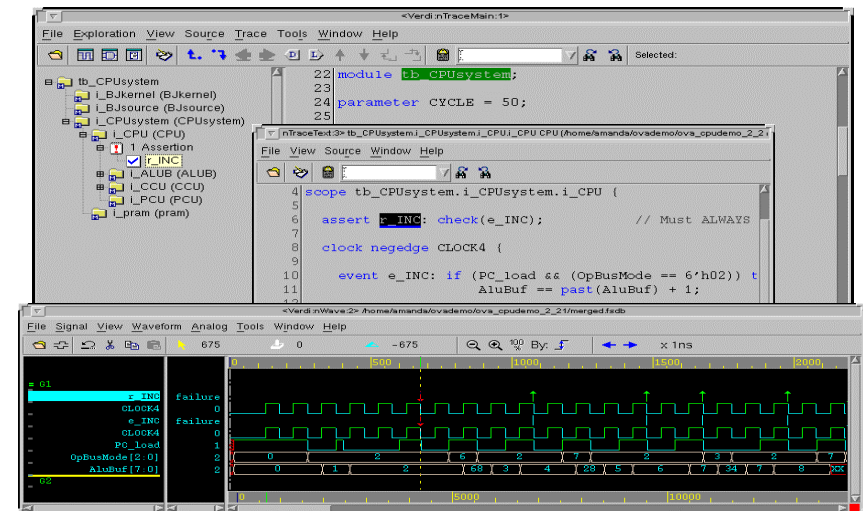 <Verdi:nTraceMain:1>
File Exploration View Source Trace Tools Window Help
By: Selected:
tb_CPUsystem
i_BJkernel (BJkernel)
i_BJsource (BJsource)
i_CPUsystem (CPUsystem)
i_CPU (CPU)
1 Assertion
r_INC
i_ALUB (ALUB)
i_CCU (CCU)
i_PCU (PCU)
i_pram (pram)
22 module tb_CPUsystem;
23
24 parameter CYCLE = 50;
25
nTraceText:3> tb_CPUsystem.i_CPUsystem.i_CPU.i_CPU CPU (/home/amanda/ovademo/ova_cpudemo_2_2
File View Source Window Help
4 scope tb_CPUsystem.i_CPUsystem.i_CPU {
5
6 assert r_INC: check(e_INC); // Must ALWAYS
7
8 clock negedge CLOCK4 {
9
10 event e_INC: if (PC_load && (OpBusMode == 6'h02)) t
11 AluBuf == past(AluBuf) + 1;
<Verdi:nWave:2> /home/amanda/ovademo/ova_cpudemo_2_21/merged.fsdb
File Signal View Waveform Analog Tools Window Help
675 0 -675 100% By: x 1ns
0 500 1000 1500 2000
= G1
r_INC failure
CLOCK4 0
e_INC failure
CLOCK4 0
PC_load 1
OpBusMode[2:0] 2 0 2 6 2 7 2 3 2 7
AluBuf[7:0] 2 0 1 2 68 3 4 28 5 6 7 34 7 8 xx
G2
0 5000 10000